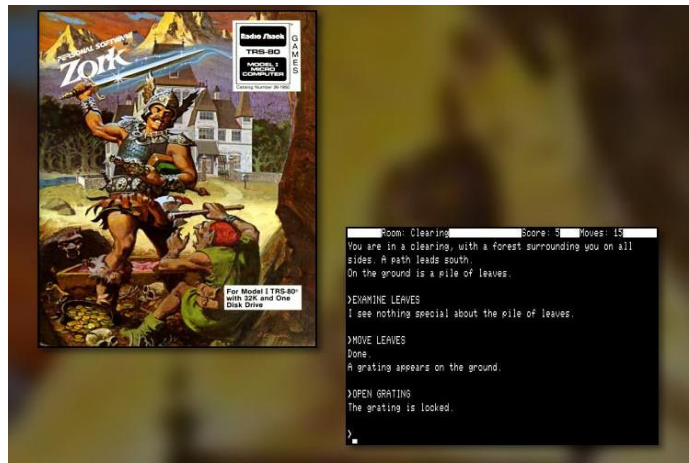 PERSONAL SOFTWARE
ZORK
Radio Shack
TRS-80
MODEL I
MICRO
COMPUTER
GAMES
For Model I TRS-80®
with 32K and One
Disk Drive
Room: Clearing Score: 5 Moves: 15
You are in a clearing, with a forest surrounding you on all
sides. A path leads south.
On the ground is a pile of leaves.
>EXAMINE LEAVES
I see nothing special about the pile of leaves.
>MOVE LEAVES
Done.
A grating appears on the ground.
>OPEN GRATING
The grating is locked.
>